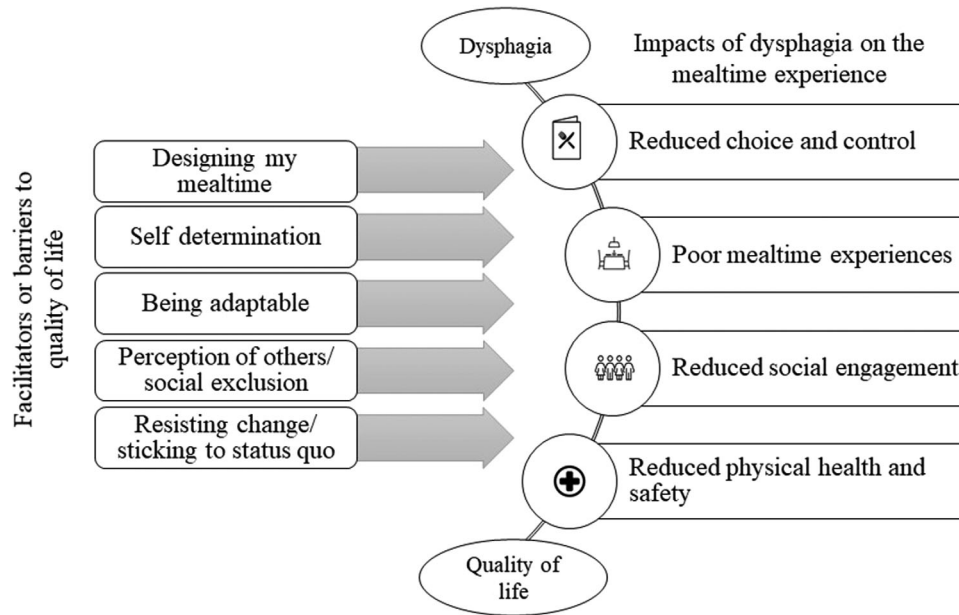 Dysphagia
Impacts of dysphagia on the
mealtime experience
Facilitators or barriers to
quality of life
Designing my
mealtime
Self determination
Being adaptable
Perception of others/
social exclusion
Resisting change/
sticking to status quo
Reduced choice and control
Poor mealtime experiences
Reduced social engagement
Reduced physical health and
safety
Quality of
life